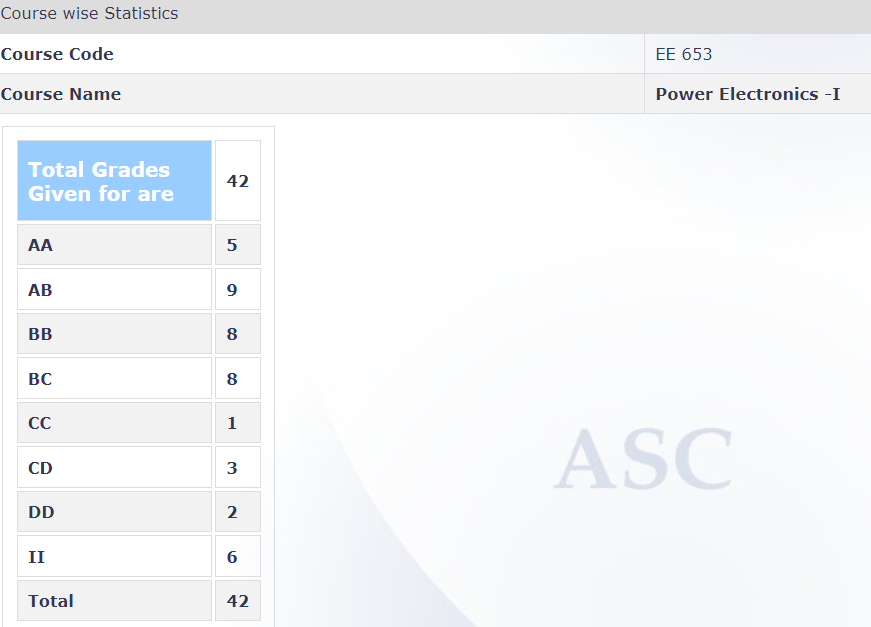 Course wise Statistics
Course Code EE 653
Course Name Power Electronics -I
Total Grades
Given for are 42
AA 5
AB 9
BB 8
BC 8
CC 1
CD 3
DD 2
II 6
Total 42
ASC